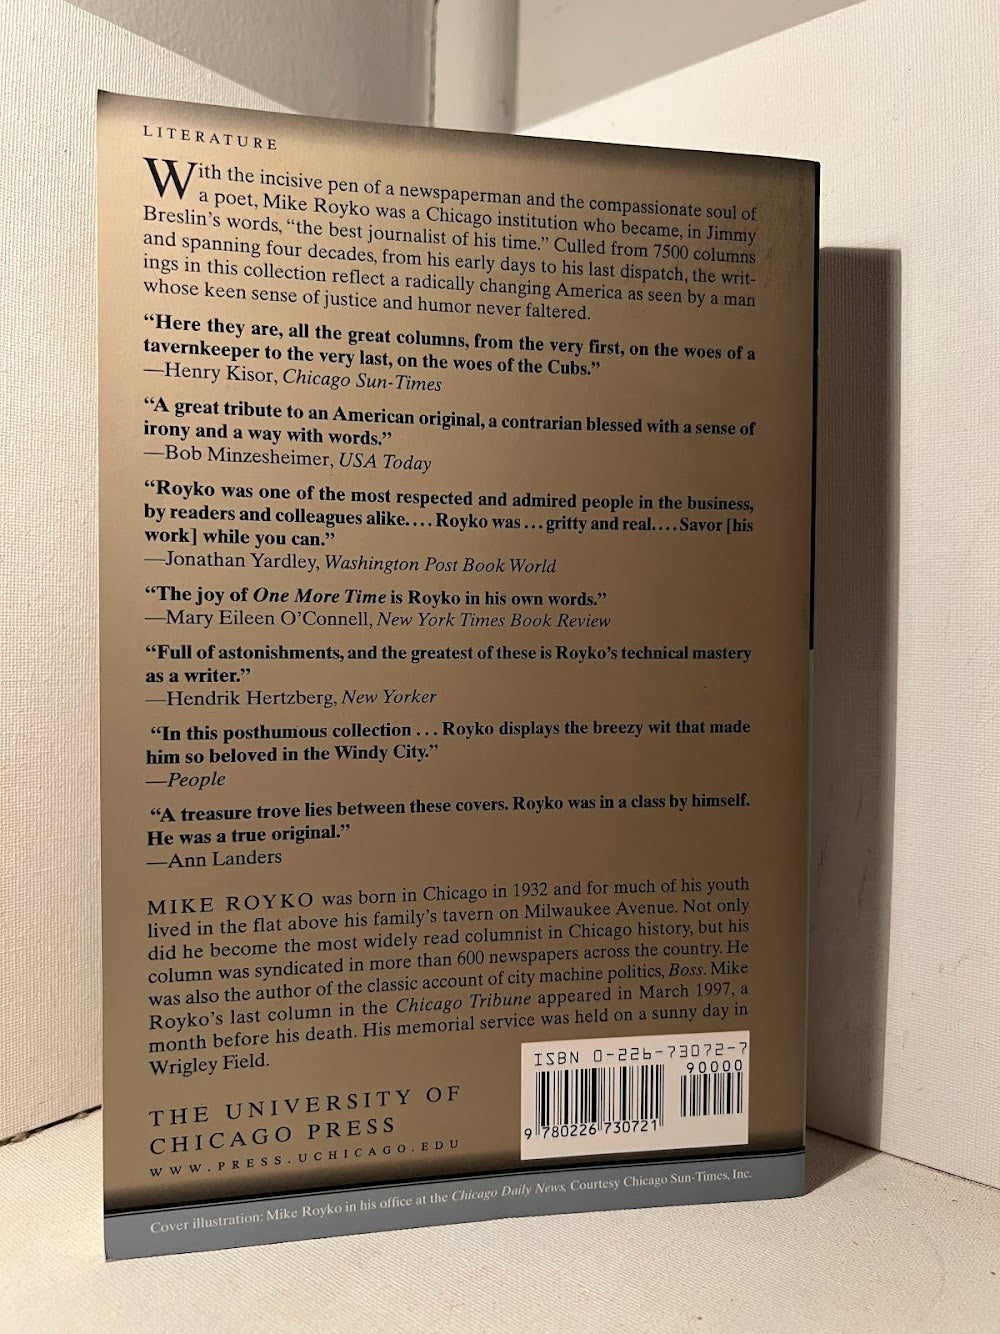 LITERATURE
With the incisive pen of a newspaperman and the compassionate soul of
a poet, Mike Royko was a Chicago institution who became, in Jimmy
Breslin's words, “the best journalist of his time.” Culled from 7500 columns
and spanning four decades, from his early days to his last dispatch, the writ-
ings in this collection reflect a radically changing America as seen by a man
whose keen sense of justice and humor never faltered.
“Here they are, all the great columns, from the very first, on the woes of a
tavernkeeper to the very last, on the woes of the Cubs.”
—Henry Kisor, Chicago Sun-Times
“A great tribute to an American original, a contrarian blessed with a sense of
irony and a way with words.”
—Bob Minzesheimer, USA Today
“Royko was one of the most respected and admired people in the business,
by readers and colleagues alike.... Royko was ... gritty and real.... Savor [his
work] while you can.”
—Jonathan Yardley, Washington Post Book World
“The joy of One More Time is Royko in his own words.”
—Mary Eileen O'Connell, New York Times Book Review
“Full of astonishments, and the greatest of these is Royko's technical mastery
as a writer.”
—Hendrik Hertzberg, New Yorker
“In this posthumous collection ... Royko displays the breezy wit that made
him so beloved in the Windy City.”
—People
“A treasure trove lies between these covers. Royko was in a class by himself.
He was a true original.”
—Ann Landers
MIKE ROYKO was born in Chicago in 1932 and for much of his youth
lived in the flat above his family's tavern on Milwaukee Avenue. Not only
did he become the most widely read columnist in Chicago history, but his
column was syndicated in more than 600 newspapers across the country. He
was also the author of the classic account of city machine politics, Boss. Mike
Royko's last column in the Chicago Tribune appeared in March 1997, a
month before his death. His memorial service was held on a sunny day in
Wrigley Field.
THE UNIVERSITY OF
CHICAGO PRESS
WWW.PRESS.UCHICAGO.EDU
ISBN 0-226-73072-7
90000
9 780226 730721
Cover illustration: Mike Royko in his office at the Chicago Daily News, Courtesy Chicago Sun-Times, Inc.